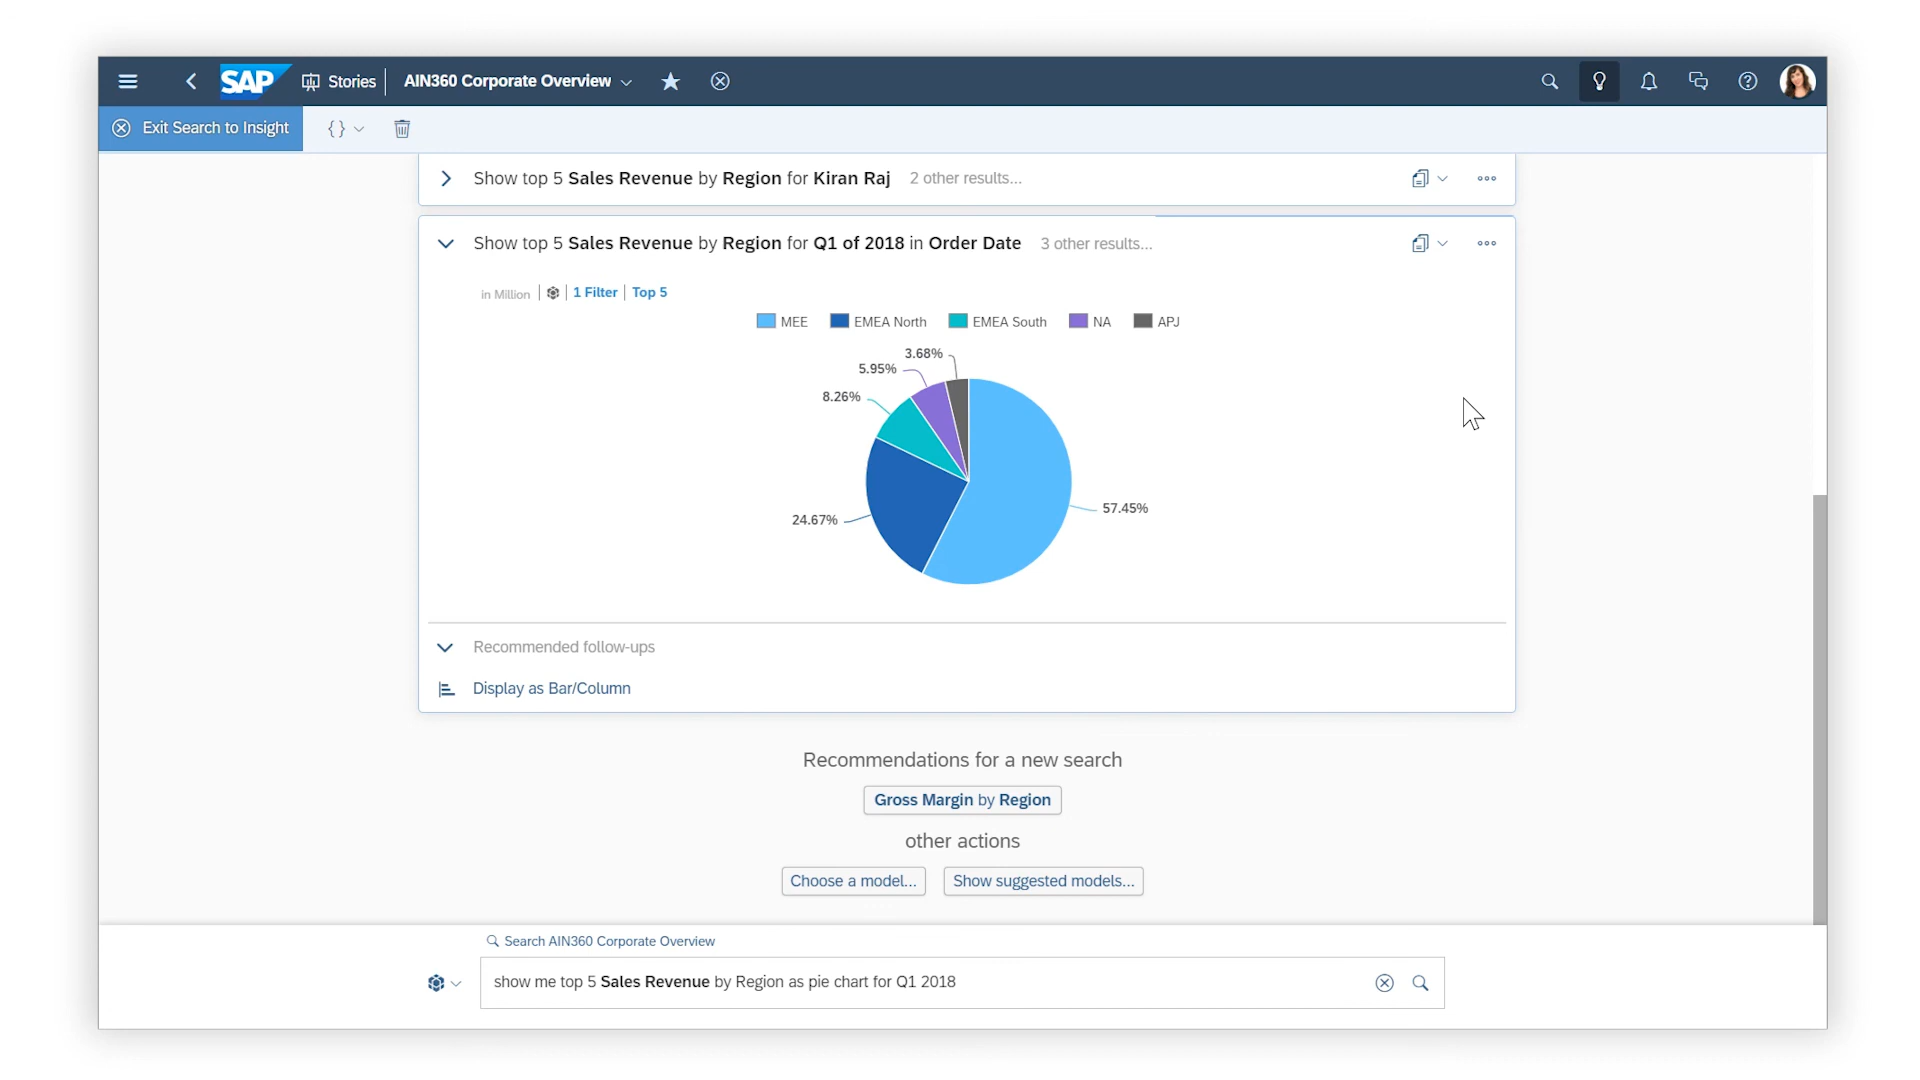 SAP Stories AIN360 Corporate Overview
Exit Search to Insight
Show top 5 Sales Revenue by Region for Kiran Raj 2 other results...
Show top 5 Sales Revenue by Region for Q1 of 2018 in Order Date 3 other results...
in Million 1 Filter Top 5
MEE EMEA North EMEA South NA APJ
3.68%
5.95%
8.26%
57.45%
24.67%
Recommended follow-ups
Display as Bar/Column
Recommendations for a new search
Gross Margin by Region
other actions
Choose a model... Show suggested models...
Search AIN360 Corporate Overview
show me top 5 Sales Revenue by Region as pie chart for Q1 2018